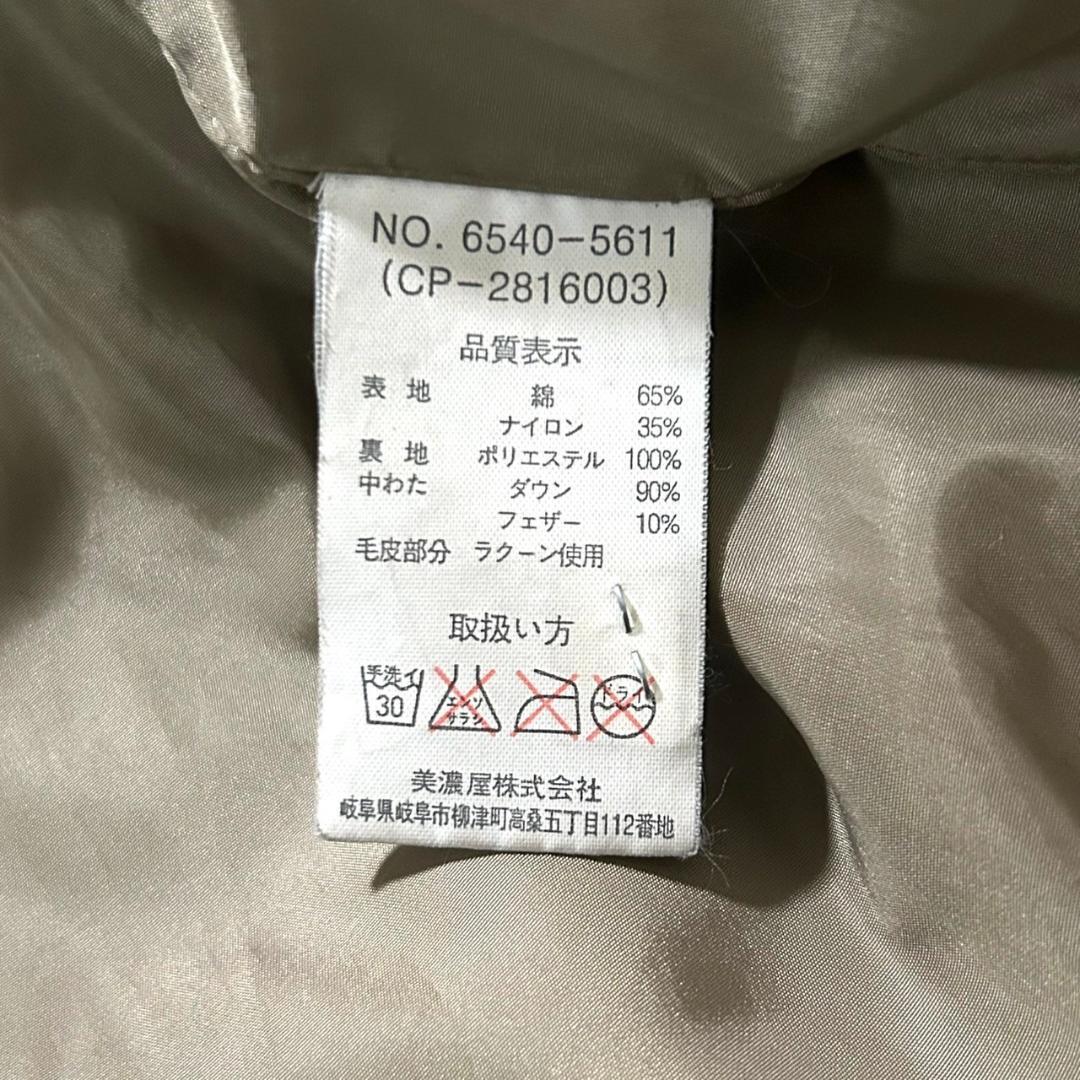 NO. 6540-5611
(CP-2816003)
品質表示
表地 綿 65%
ナイロン 35%
裏地 ポリエステル 100%
中わた ダウン 90%
フェザー 10%
毛皮部分 ラクーン使用
取扱い方
手洗イ 30 エンソサラシ ドライ
美濃屋株式会社
岐阜県岐阜市柳津町高桑五丁目112番地